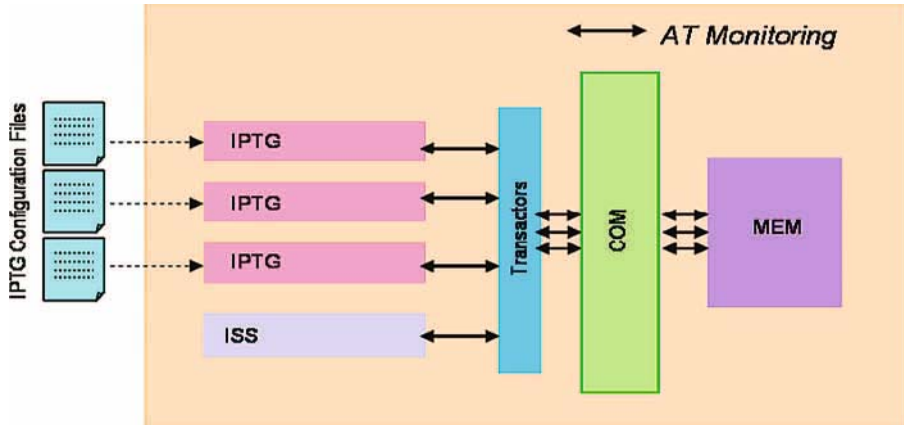 AT Monitoring
IPTG Configuration Files
IPTG
IPTG
IPTG
ISS
Transactors
COM
MEM